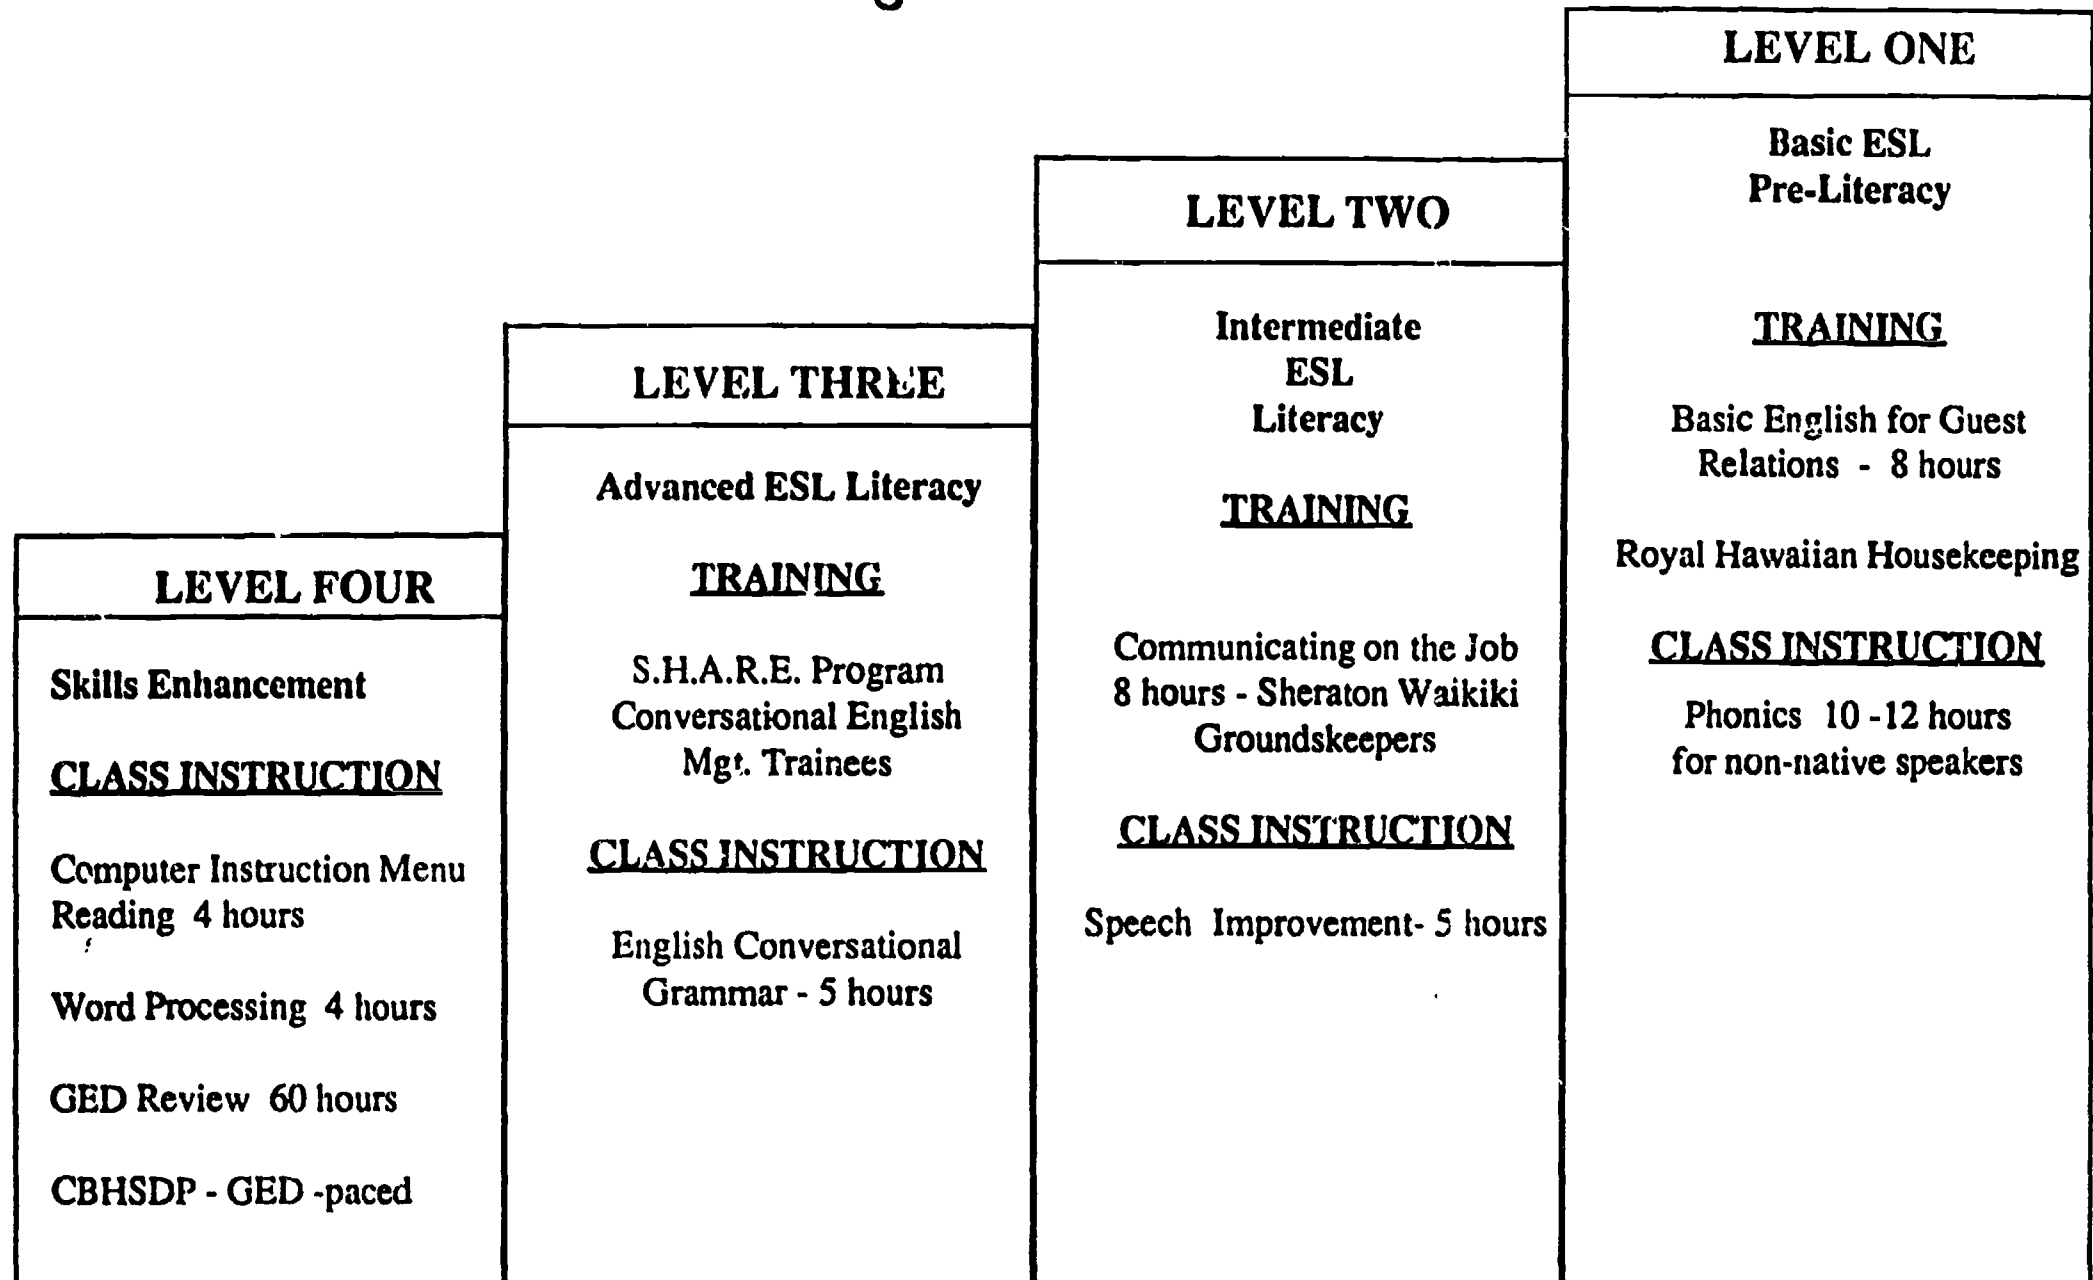 LEVEL ONE
Basic ESL
Pre-Literacy
TRAINING
Basic English for Guest
Relations - 8 hours
Royal Hawaiian Housekeeping
CLASS INSTRUCTION
Phonics 10 -12 hours
for non-native speakers
LEVEL TWO
Intermediate
ESL
Literacy
TRAINING
Communicating on the Job
8 hours - Sheraton Waikiki
Groundskeepers
CLASS INSTRUCTION
Speech Improvement- 5 hours
LEVEL THREE
Advanced ESL Literacy
TRAINING
S.H.A.R.E. Program
Conversational English
Mgt. Trainees
CLASS INSTRUCTION
English Conversational
Grammar - 5 hours
LEVEL FOUR
Skills Enhancement
CLASS INSTRUCTION
Computer Instruction Menu
Reading 4 hours
Word Processing 4 hours
GED Review 60 hours
CBHSDP - GED -paced